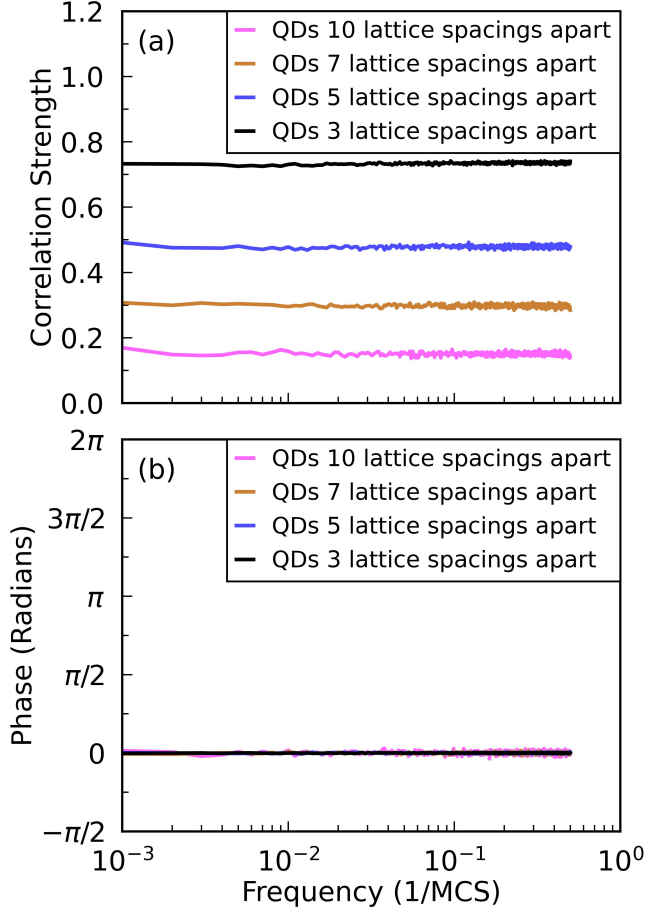 1.2
1.0
0.8
0.6
0.4
0.2
0.0
Correlation Strength
(a)
QDs 10 lattice spacings apart
QDs 7 lattice spacings apart
QDs 5 lattice spacings apart
QDs 3 lattice spacings apart
2π
3π/2
π
π/2
0
−π/2
Phase (Radians)
(b)
QDs 10 lattice spacings apart
QDs 7 lattice spacings apart
QDs 5 lattice spacings apart
QDs 3 lattice spacings apart
10⁻³ 10⁻² 10⁻¹ 10⁰
Frequency (1/MCS)